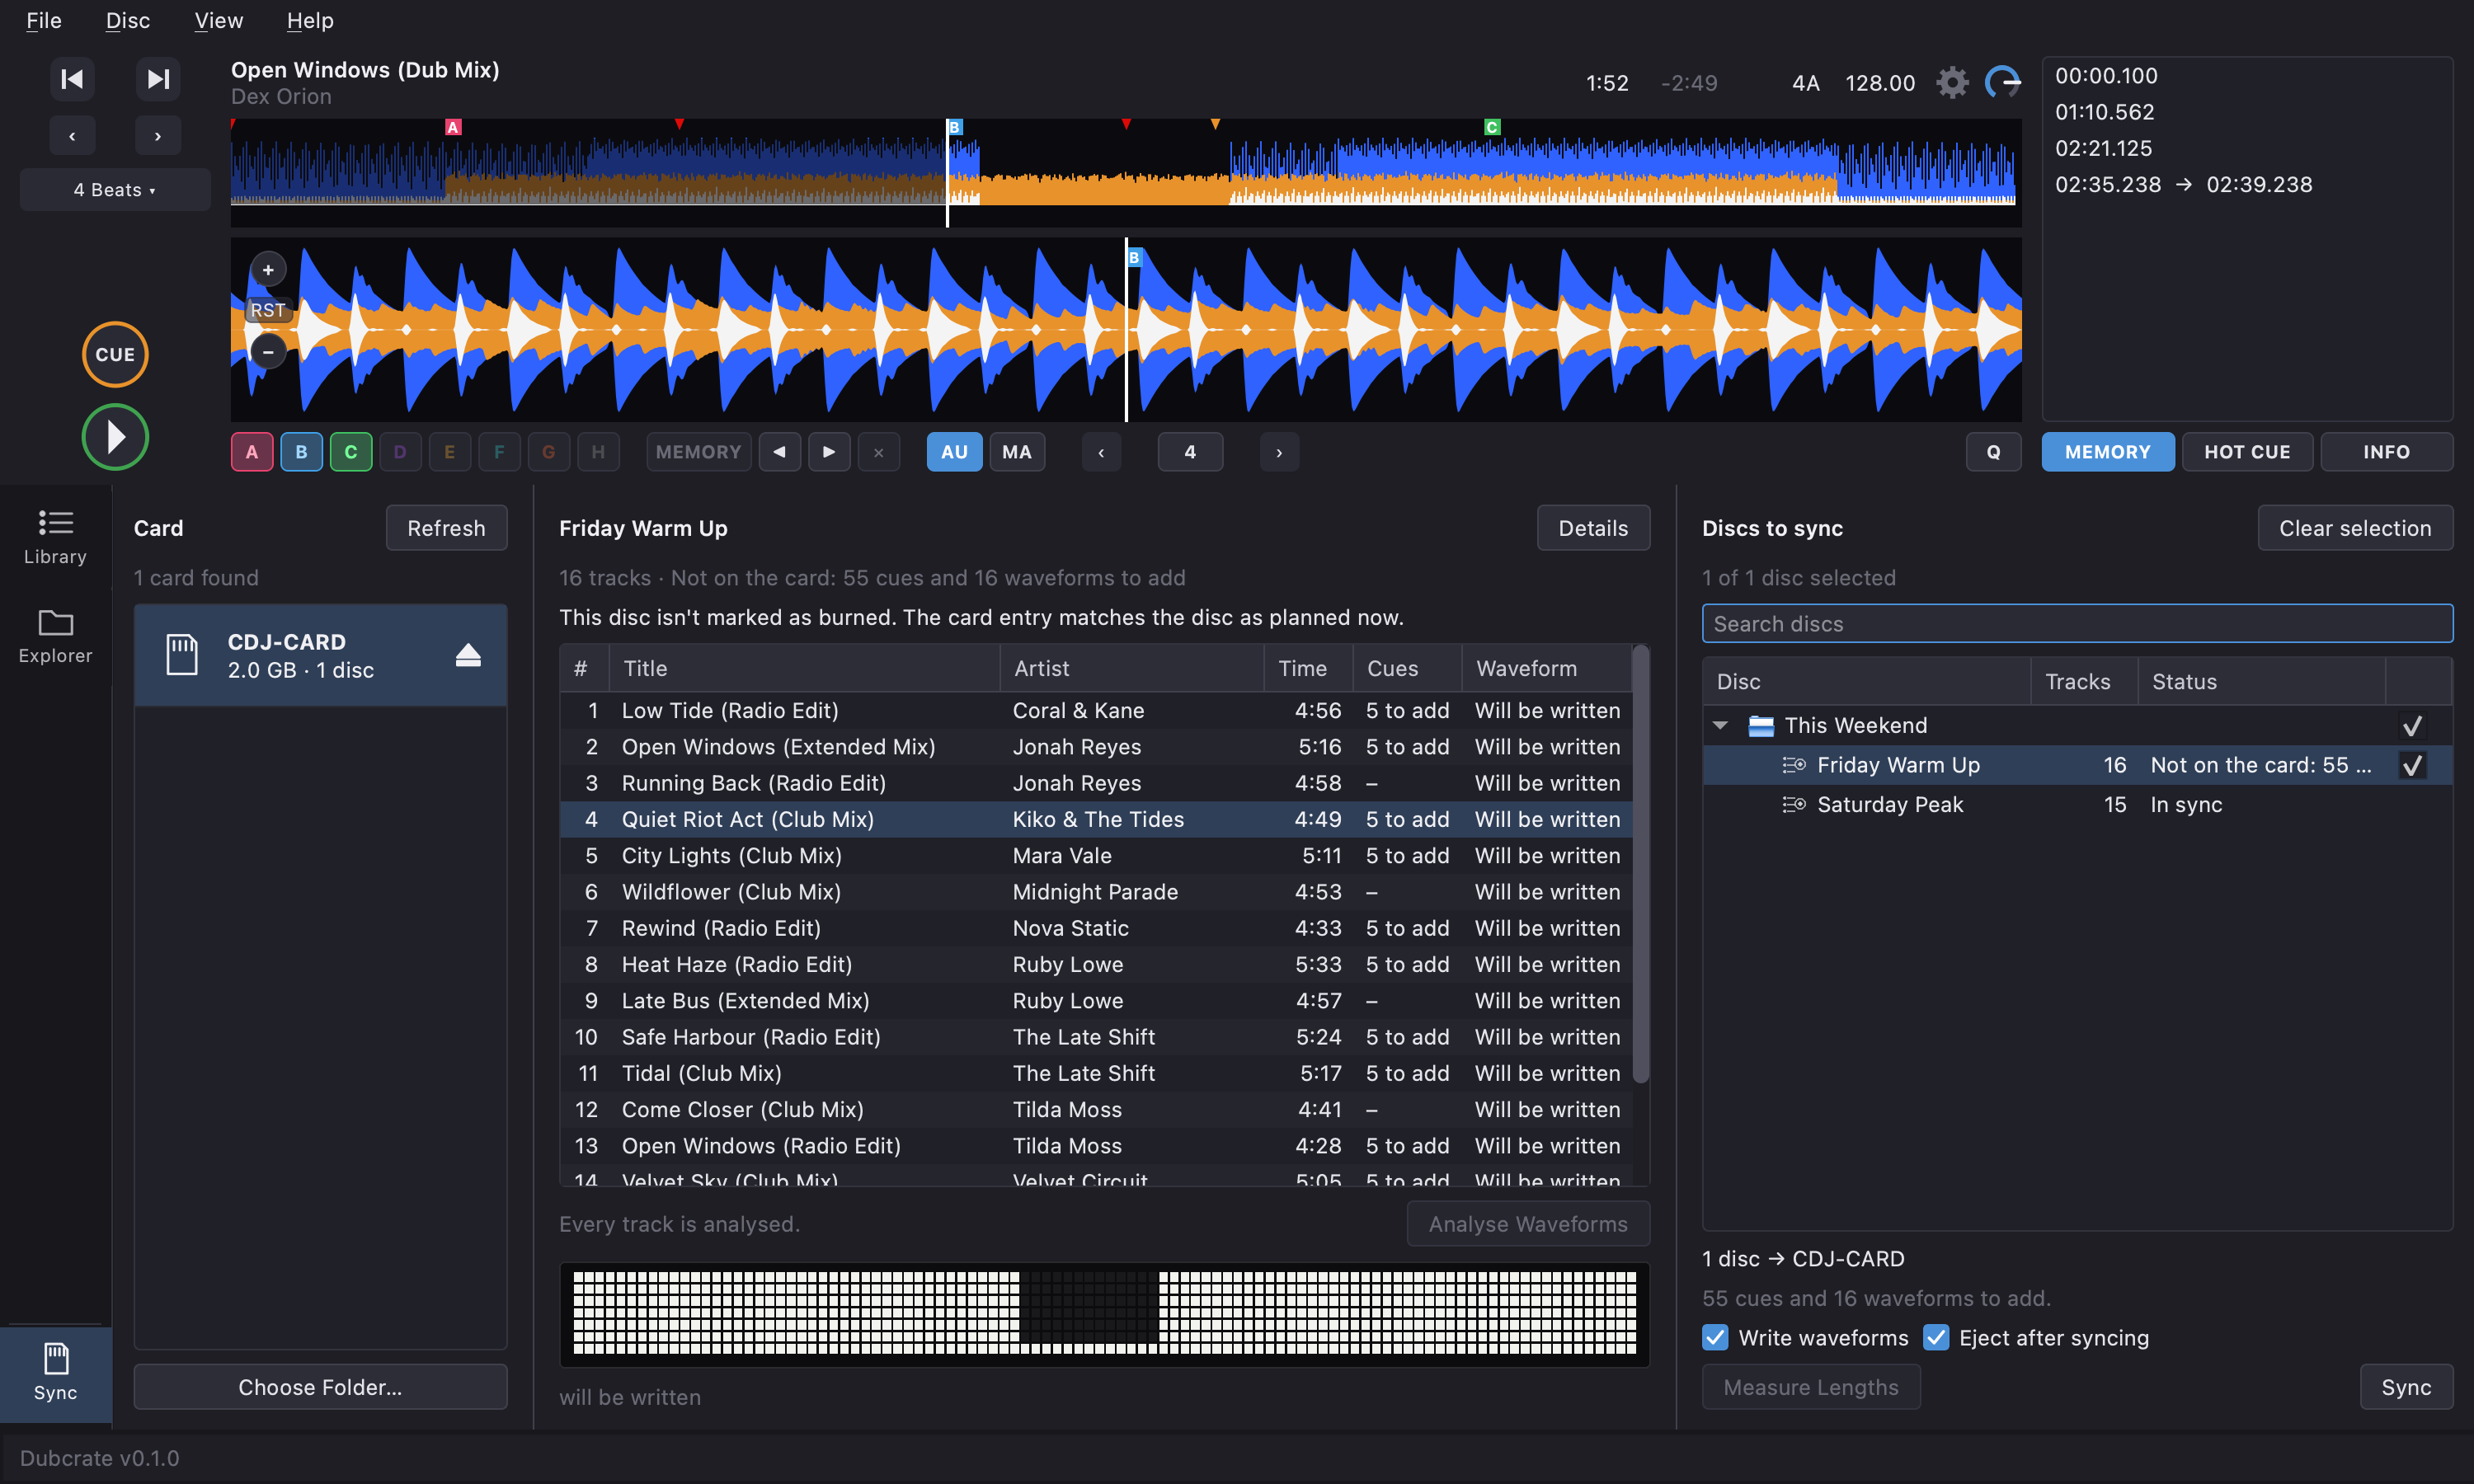 File Disc View Help
Open Windows (Dub Mix)
Dex Orion
1:52 -2:49 4A 128.00
00:00.100
01:10.562
02:21.125
02:35.238 → 02:39.238
‹ ›
4 Beats ▾
A B C
B
+
RST
−
CUE
A B C D E F G H MEMORY ◀ ▶ × AU MA ‹ 4 › Q
MEMORY HOT CUE INFO
Library
Explorer
Sync
Card Refresh
1 card found
CDJ-CARD
2.0 GB · 1 disc
Choose Folder...
Friday Warm Up Details
16 tracks · Not on the card: 55 cues and 16 waveforms to add
This disc isn't marked as burned. The card entry matches the disc as planned now.
# Title Artist Time Cues Waveform
1 Low Tide (Radio Edit) Coral & Kane 4:56 5 to add Will be written
2 Open Windows (Extended Mix) Jonah Reyes 5:16 5 to add Will be written
3 Running Back (Radio Edit) Jonah Reyes 4:58 – Will be written
4 Quiet Riot Act (Club Mix) Kiko & The Tides 4:49 5 to add Will be written
5 City Lights (Club Mix) Mara Vale 5:11 5 to add Will be written
6 Wildflower (Club Mix) Midnight Parade 4:53 – Will be written
7 Rewind (Radio Edit) Nova Static 4:33 5 to add Will be written
8 Heat Haze (Radio Edit) Ruby Lowe 5:33 5 to add Will be written
9 Late Bus (Extended Mix) Ruby Lowe 4:57 – Will be written
10 Safe Harbour (Radio Edit) The Late Shift 5:24 5 to add Will be written
11 Tidal (Club Mix) The Late Shift 5:17 5 to add Will be written
12 Come Closer (Club Mix) Tilda Moss 4:41 – Will be written
13 Open Windows (Radio Edit) Tilda Moss 4:28 5 to add Will be written
14 Velvet Sky (Club Mix) Velvet Circuit 5:05 5 to add Will be written
Every track is analysed. Analyse Waveforms
will be written
Discs to sync Clear selection
1 of 1 disc selected
Search discs
Disc Tracks Status
This Weekend
Friday Warm Up 16 Not on the card: 55 ...
Saturday Peak 15 In sync
1 disc → CDJ-CARD
55 cues and 16 waveforms to add.
Write waveforms Eject after syncing
Measure Lengths Sync
Dubcrate v0.1.0